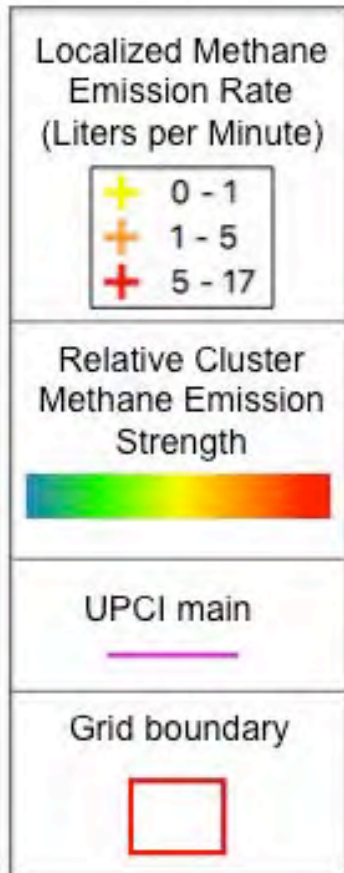 Localized Methane
Emission Rate
(Liters per Minute)
0 - 1
1 - 5
5 - 17
Relative Cluster
Methane Emission
Strength
UPCI main
Grid boundary